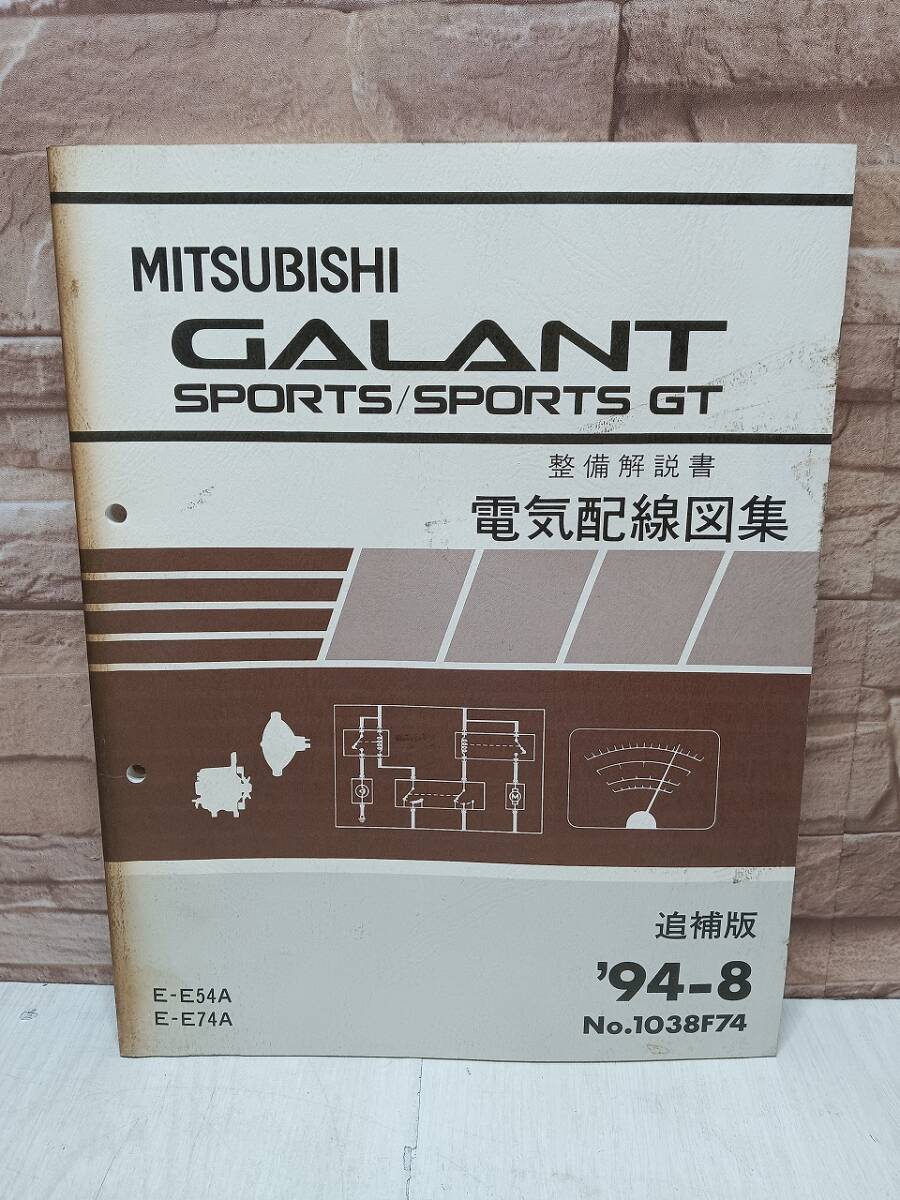 MITSUBISHI
GALANT
SPORTS/SPORTS GT
整備解説書
電気配線図集
追補版
'94-8
No.1038F74
E-E54A
E-E74A